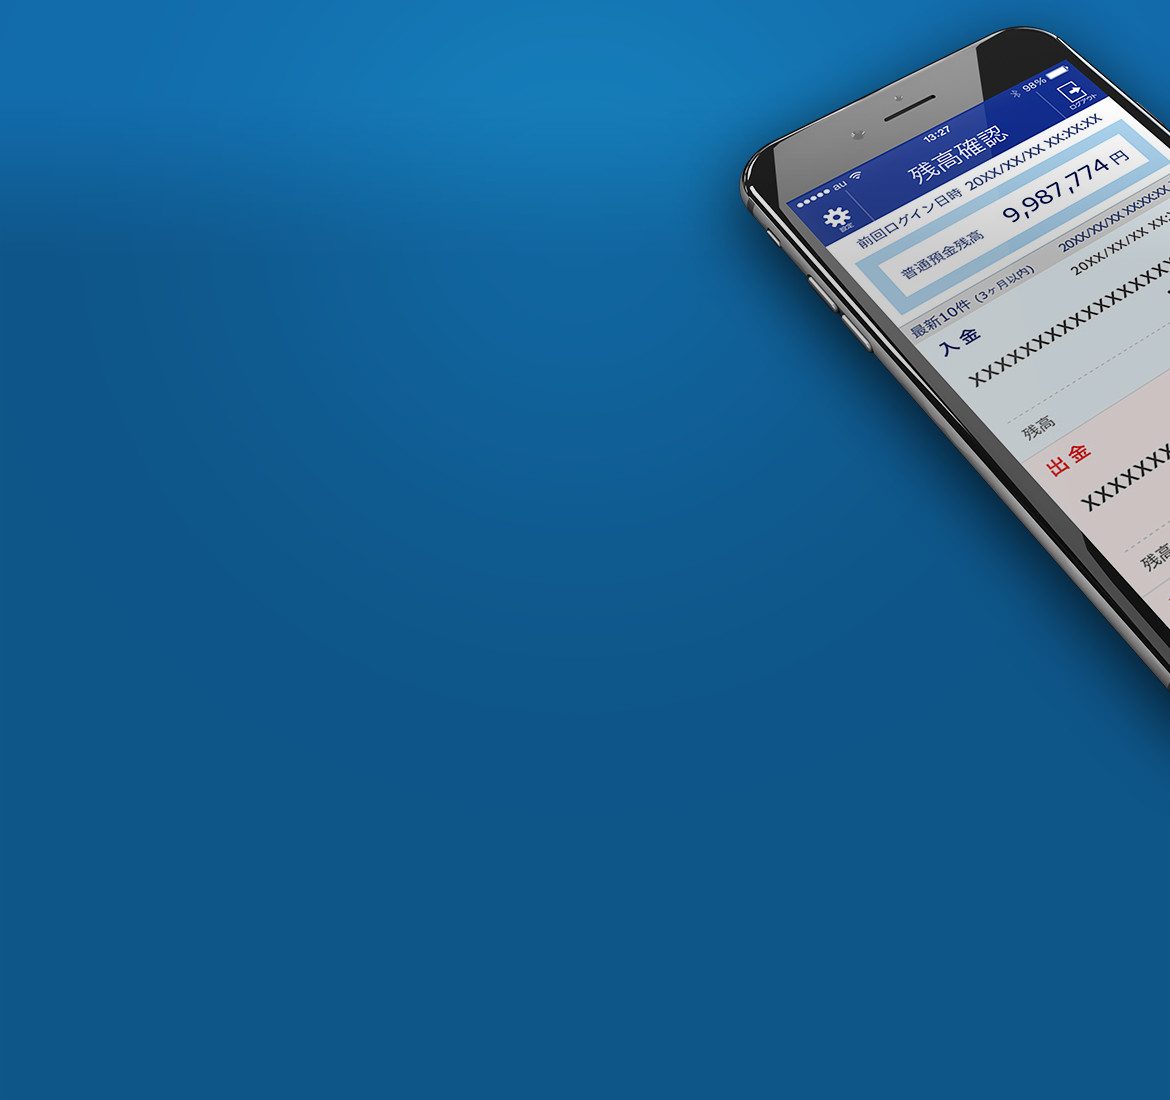 ●●●●● au 13:27 98%
設定
残高確認
ログアウト
前回ログイン日時 20XX/XX/XX XX:XX:XX
普通預金残高 9,987,774 円
最新10件 (3ヶ月以内) 20XX/XX/XX XX:XX:XX
入金 20XX/XX/XX XX:
XXXXXXXXXXXXXXXXX
残高
出金
XXXXXXX
残高